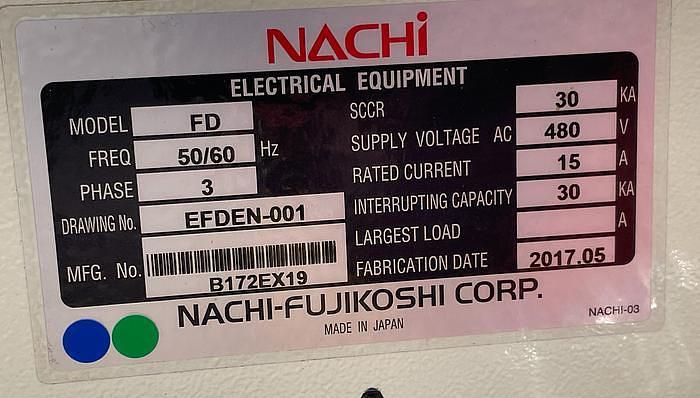 NACHi
ELECTRICAL EQUIPMENT
MODEL FD
FREQ 50/60 Hz
PHASE 3
DRAWING No. EFDEN-001
MFG. No. B172EX19
SCCR 30 KA
SUPPLY VOLTAGE AC 480 V
RATED CURRENT 15 A
INTERRUPTING CAPACITY 30 KA
LARGEST LOAD A
FABRICATION DATE 2017.05
NACHI-FUJIKOSHI CORP.
MADE IN JAPAN
NACHI-03